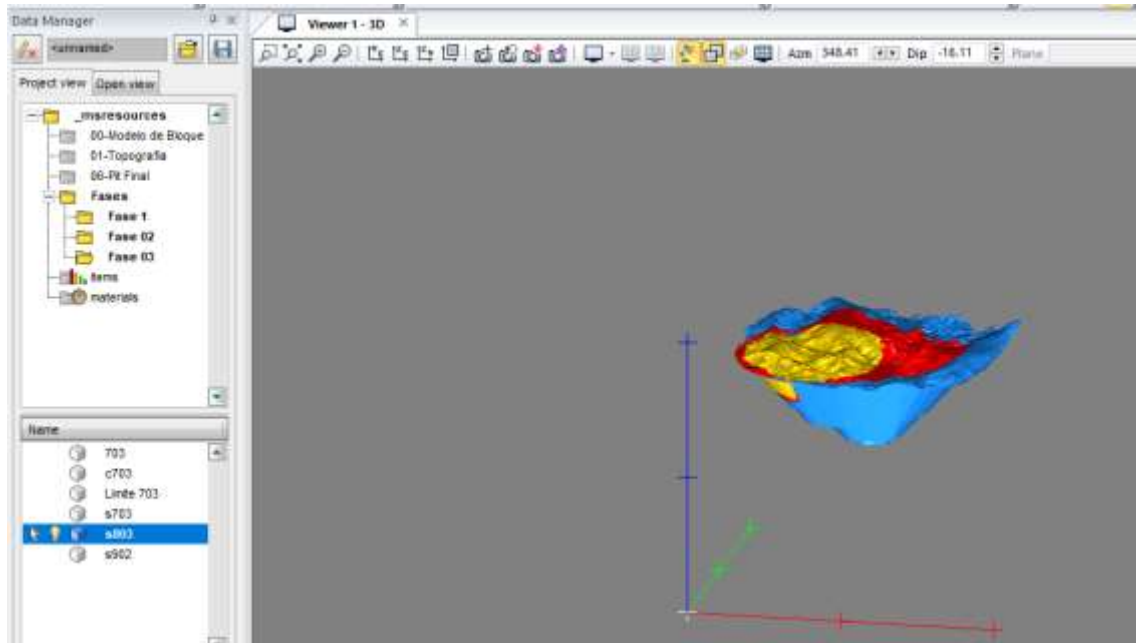 Data Manager
Viewer 1 - 3D
<unnamed>
Azm 348.41 Dip -16.11 Plane
Project view Open view
_msresources
00-Modelo de Bloque
01-Topografia
06-Pit Final
Fases
Fase 1
Fase 02
Fase 03
items
materials
Name
703
c703
Limite 703
s703
s803
s902